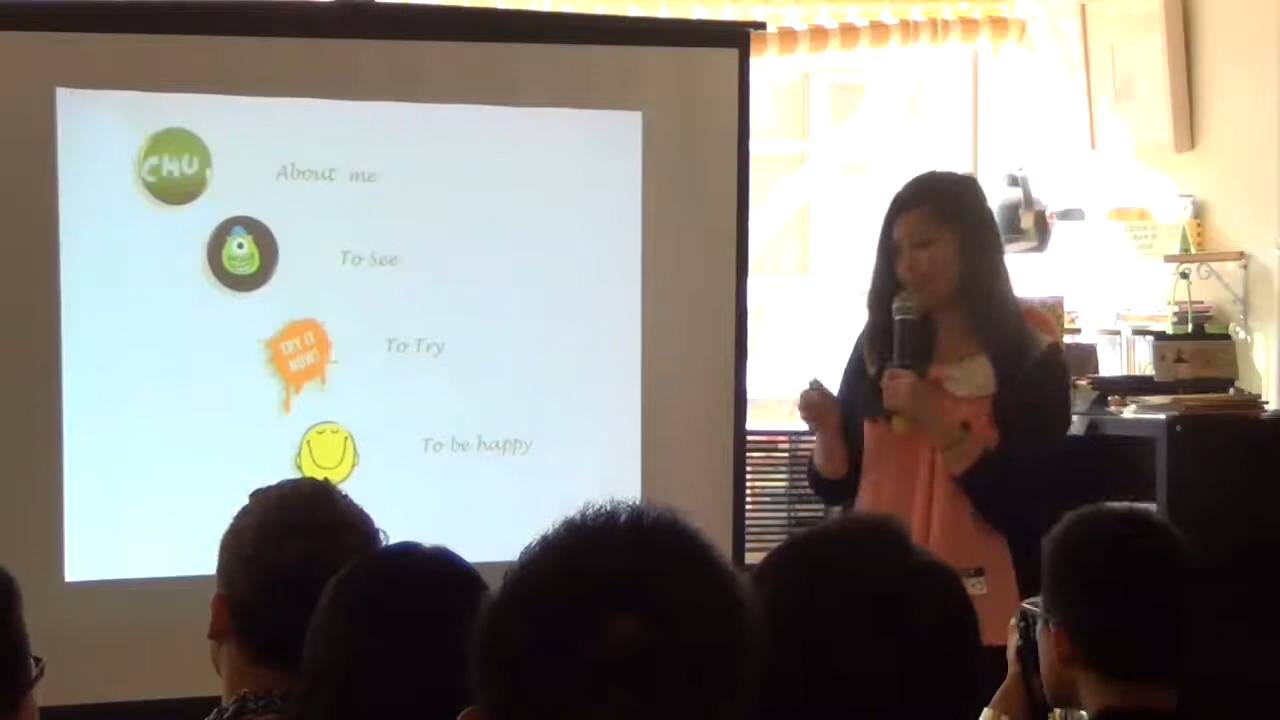 CHU.
About me
To See
TRY IT
NOW!
To Try
To be happy